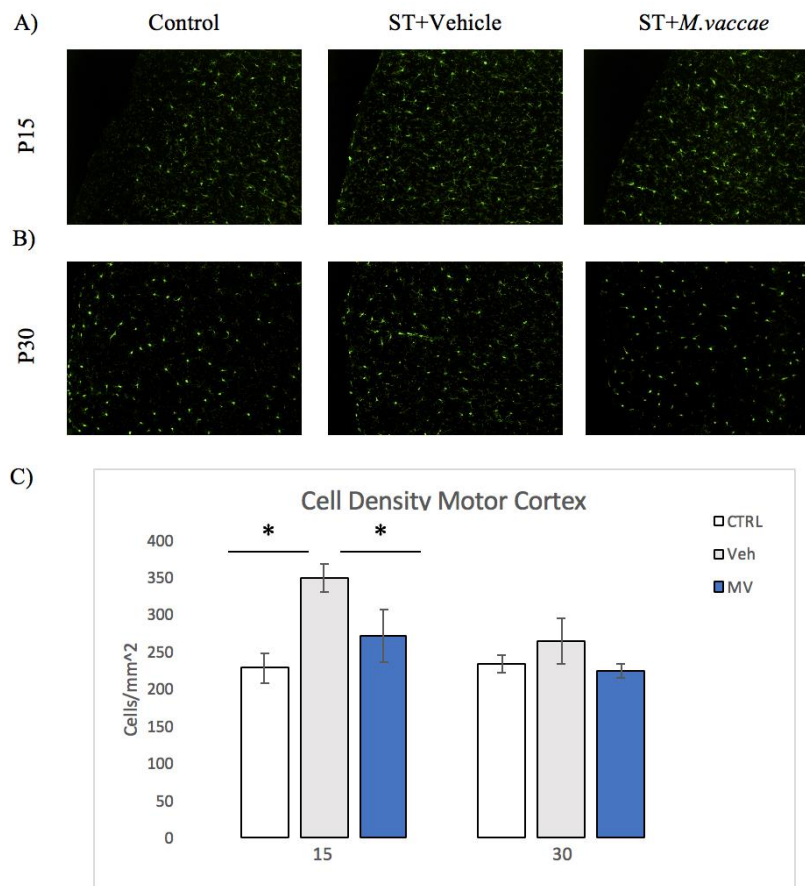 A)
Control ST+Vehicle ST+M.vaccae
P15
B)
P30
C)
Cell Density Motor Cortex
* *
CTRL
Veh
MV
Cells/mm^2
400
350
300
250
200
150
100
50
0
15 30